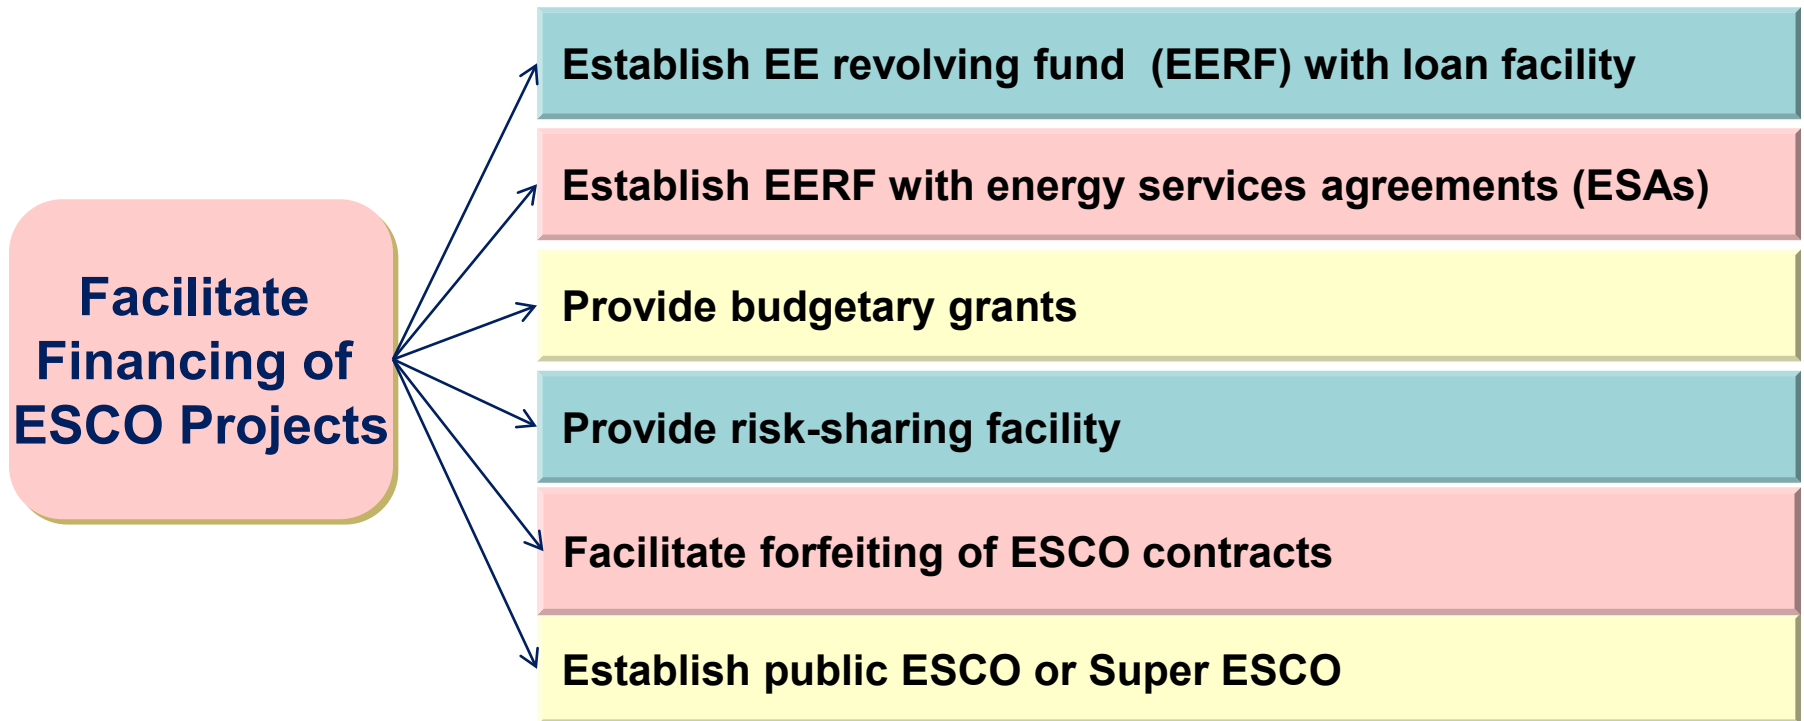 Facilitate
Financing of
ESCO Projects
Establish EE revolving fund  (EERF) with loan facility
Establish EERF with energy services agreements (ESAs)
Provide budgetary grants
Provide risk-sharing facility
Facilitate forfeiting of ESCO contracts
Establish public ESCO or Super ESCO